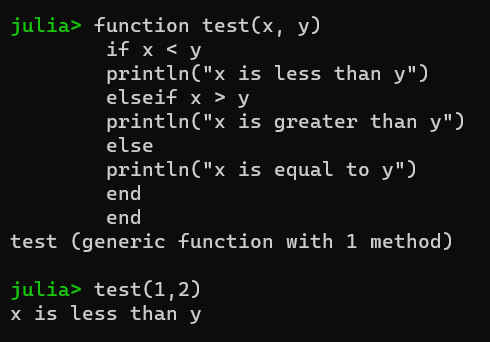 julia> function test(x, y)
        if x < y
        println("x is less than y")
        elseif x > y
        println("x is greater than y")
        else
        println("x is equal to y")
        end
        end
test (generic function with 1 method)

julia> test(1,2)
x is less than y